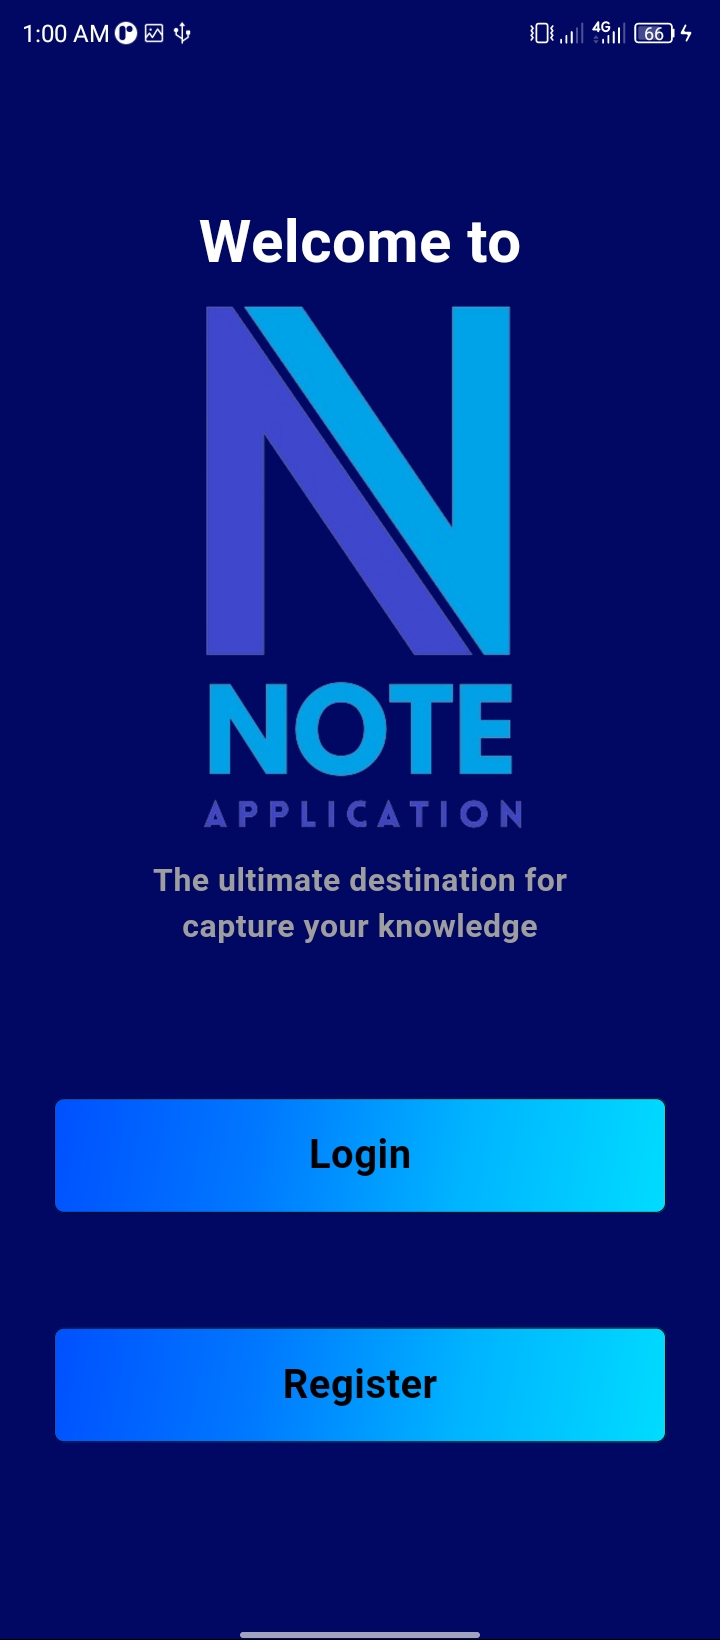 1:00 AM
4G
66
Welcome to
N
NOTE
APPLICATION
The ultimate destination for
capture your knowledge
Login
Register